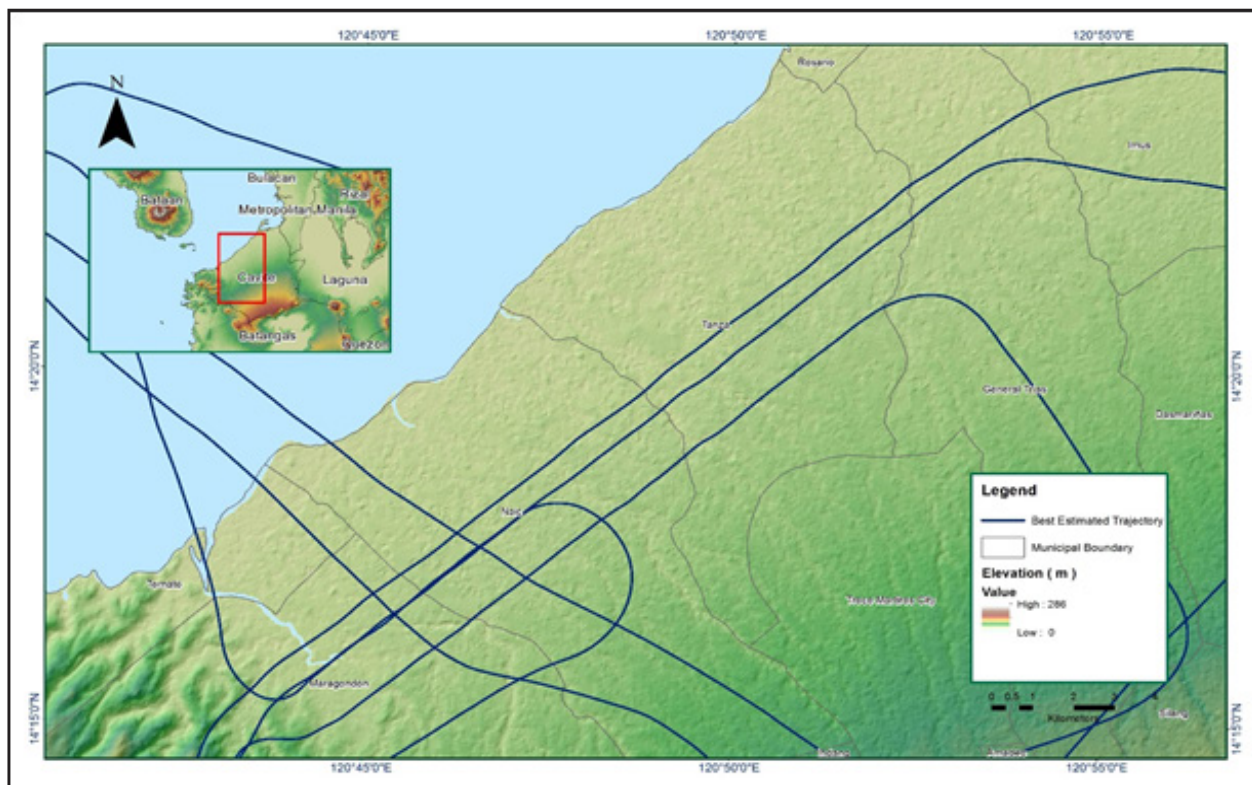 120°45'0"E
120°50'0"E
120°55'0"E
Rosario
N
Imus
Bulacan
Bataan
Rizal
Metropolitan Manila
Cavite
Laguna
Batangas
Quezon
Tanza
14°20'0"N
14°20'0"N
General Trias
Dasmariñas
Legend
Naic
Best Estimated Trajectory
Municipal Boundary
Elevation ( m )
Value
High : 286
Low : 0
Ternate
Trece Martires City
Maragondon
0 0.5 1 2 3 4
Kilometers
Silang
14°15'0"N
14°15'0"N
Indang
Amadeo
120°45'0"E
120°50'0"E
120°55'0"E